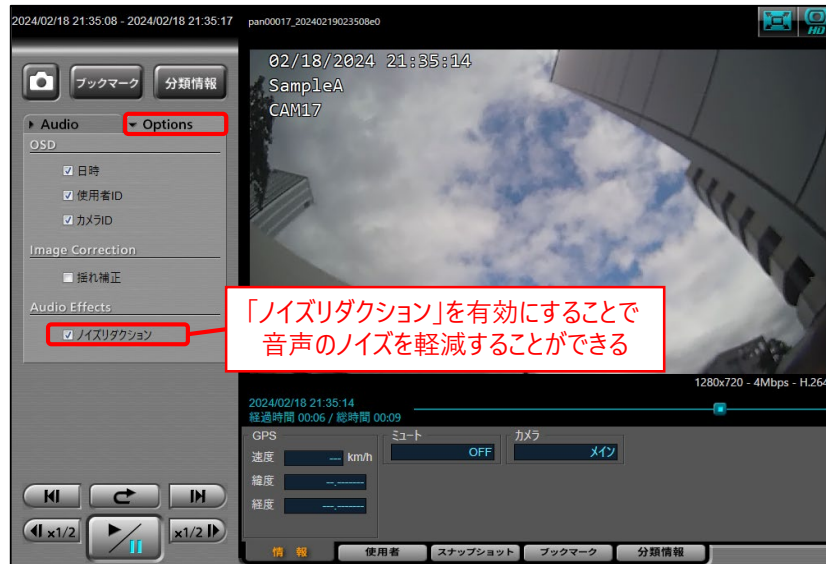 2024/02/18 21:35:08 - 2024/02/18 21:35:17
pan00017_20240219023508e0
HD
02/18/2024 21:35:14
SampleA
CAM17
ブックマーク
分類情報
Audio
Options
OSD
日時
使用者ID
カメラID
Image Correction
揺れ補正
Audio Effects
ノイズリダクション
「ノイズリダクション」を有効にすることで
音声のノイズを軽減することができる
1280x720 - 4Mbps - H.264
2024/02/18 21:35:14
経過時間 00:06 / 総時間 00:09
GPS
速度 --- km/h
緯度 --.-------
経度 ---.-------
ミュート
OFF
カメラ
メイン
x1/2
x1/2
情 報
使用者
スナップショット
ブックマーク
分類情報